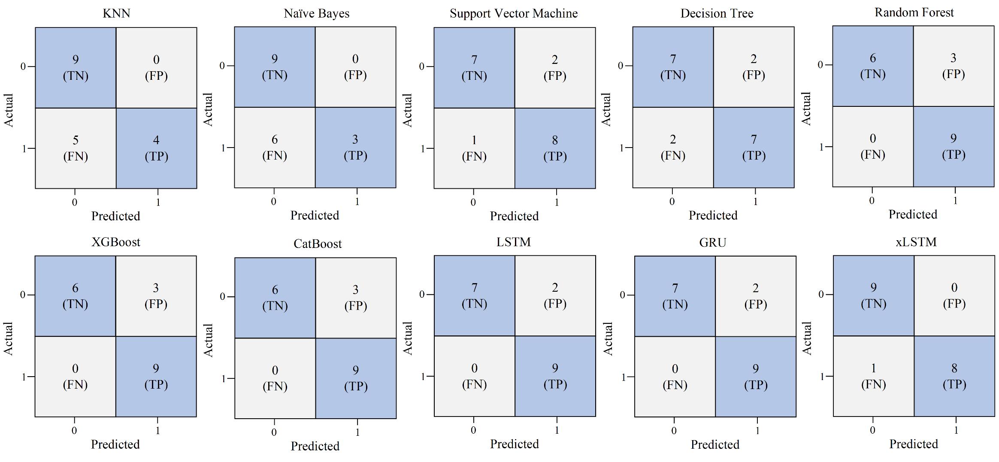 KNN
9
(TN)
0
(FP)
5
(FN)
4
(TP)
0
1
Actual
0
1
Predicted
Naïve Bayes
9
(TN)
0
(FP)
6
(FN)
3
(TP)
0
1
Actual
0
1
Predicted
Support Vector Machine
7
(TN)
2
(FP)
1
(FN)
8
(TP)
0
1
Actual
0
1
Predicted
Decision Tree
7
(TN)
2
(FP)
2
(FN)
7
(TP)
0
1
Actual
0
1
Predicted
Random Forest
6
(TN)
3
(FP)
0
(FN)
9
(TP)
0
1
Actual
0
1
Predicted
XGBoost
6
(TN)
3
(FP)
0
(FN)
9
(TP)
0
1
Actual
0
1
Predicted
CatBoost
6
(TN)
3
(FP)
0
(FN)
9
(TP)
0
1
Actual
0
1
Predicted
LSTM
7
(TN)
2
(FP)
0
(FN)
9
(TP)
0
1
Actual
0
1
Predicted
GRU
7
(TN)
2
(FP)
0
(FN)
9
(TP)
0
1
Actual
0
1
Predicted
xLSTM
9
(TN)
0
(FP)
1
(FN)
8
(TP)
0
1
Actual
0
1
Predicted